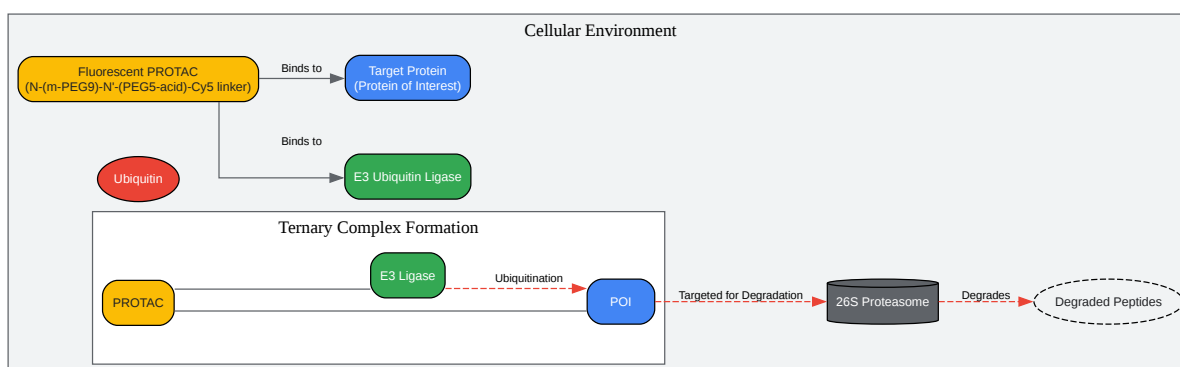 Cellular Environment
Fluorescent PROTAC
(N-(m-PEG9)-N'-(PEG5-acid)-Cy5 linker)
Binds to
Target Protein
(Protein of Interest)
Binds to
Ubiquitin
E3 Ubiquitin Ligase
Ternary Complex Formation
E3 Ligase
Ubiquitination
PROTAC
POI
Targeted for Degradation
26S Proteasome
Degrades
Degraded Peptides